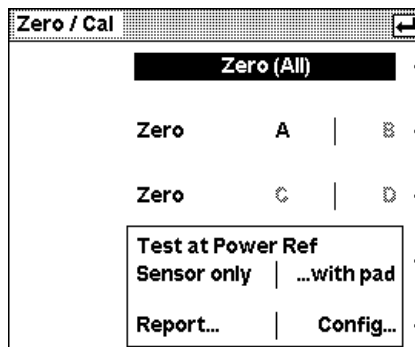 Zero / Cal
Zero (All)
Zero A | B
Zero C | D
Test at Power Ref
Sensor only | ...with pad
Report... | Config...